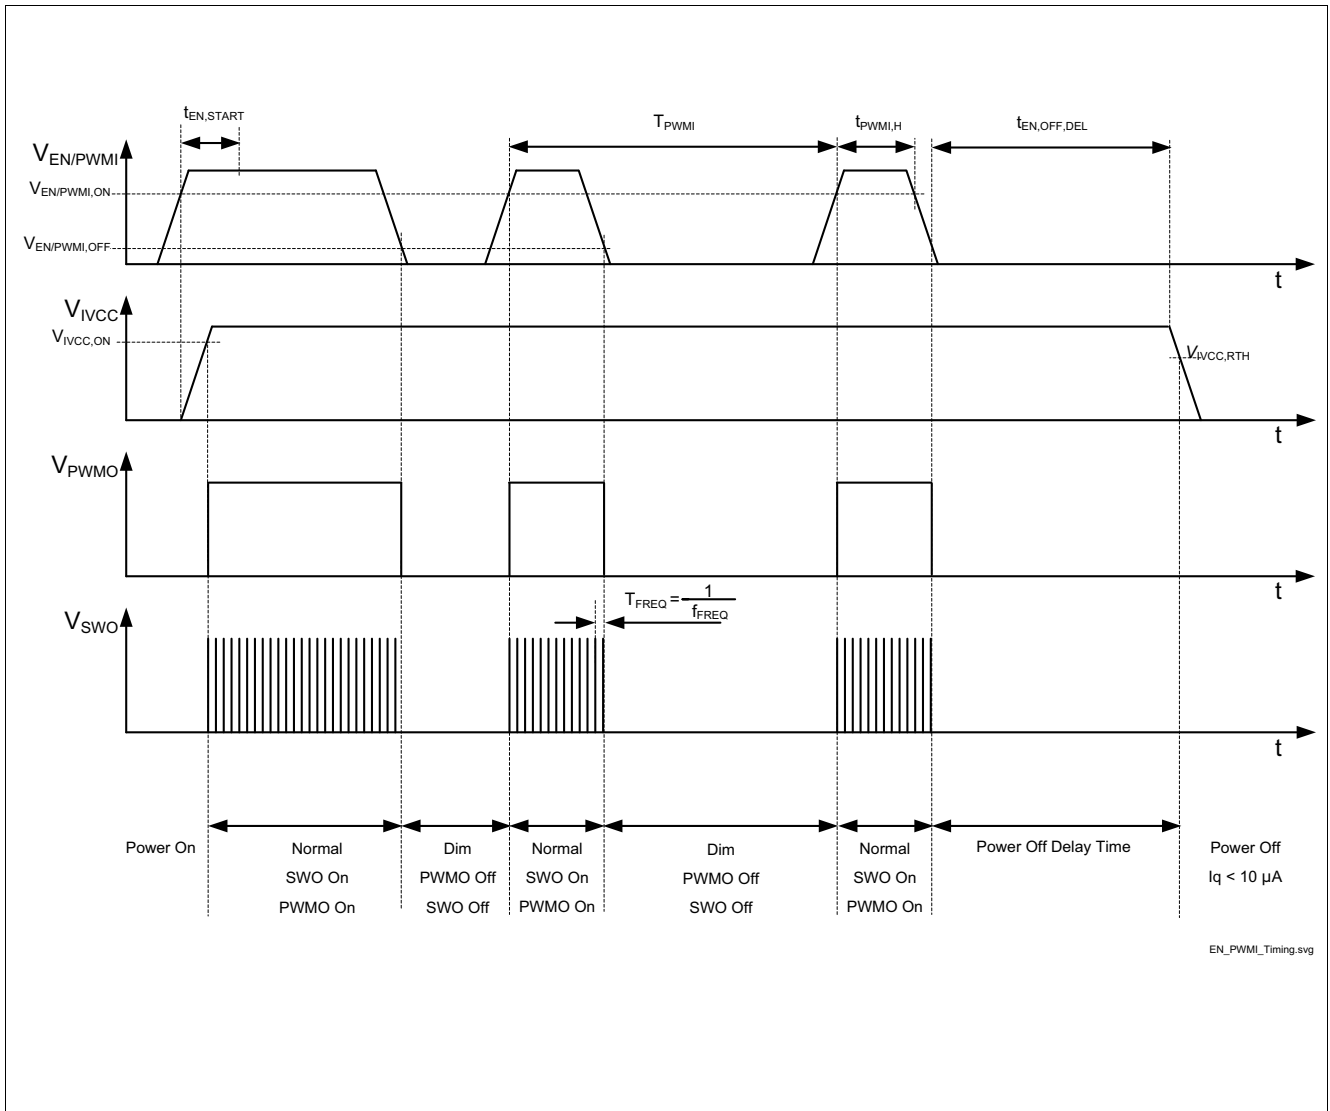 tEN,START
TPWMI
tPWMI,H
tEN,OFF,DEL
VEN/PWMI
VEN/PWMI,ON
VEN/PWMI,OFF
t
VIVCC
VIVCC,ON
VIVCC,RTH
t
VPWMO
t
TFREQ = 1
fFREQ
VSWO
t
Power On
Normal
SWO On
PWMO On
Dim
PWMO Off
SWO Off
Normal
SWO On
PWMO On
Dim
PWMO Off
SWO Off
Normal
SWO On
PWMO On
Power Off Delay Time
Power Off
Iq < 10 µA
EN_PWMI_Timing.svg